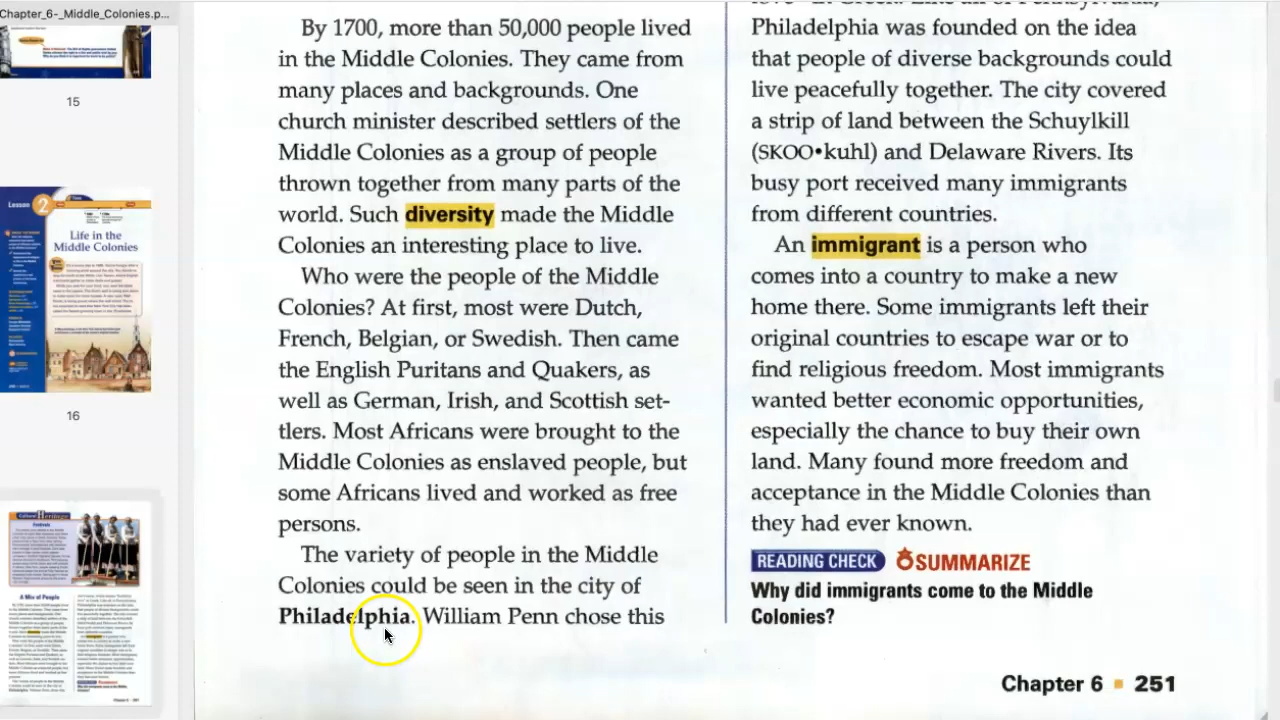 Chapter_6-_Middle_Colonies.p...
15
Lesson 2
Life in the
Middle Colonies
16
Festivals
A Mix of People
By 1700, more than 50,000 people lived
in the Middle Colonies. They came from
many places and backgrounds. One
church minister described settlers of the
Middle Colonies as a group of people
thrown together from many parts of the
world. Such diversity made the Middle
Colonies an interesting place to live.
Who were the people of the Middle
Colonies? At first, most were Dutch,
French, Belgian, or Swedish. Then came
the English Puritans and Quakers, as
well as German, Irish, and Scottish set-
tlers. Most Africans were brought to the
Middle Colonies as enslaved people, but
some Africans lived and worked as free
persons.
The variety of people in the Middle
Colonies could be seen in the city of
Philadelphia. William Penn chose this
Philadelphia was founded on the idea
that people of diverse backgrounds could
live peacefully together. The city covered
a strip of land between the Schuylkill
(SKOO•kuhl) and Delaware Rivers. Its
busy port received many immigrants
from different countries.
An immigrant is a person who
comes into a country to make a new
home there. Some immigrants left their
original countries to escape war or to
find religious freedom. Most immigrants
wanted better economic opportunities,
especially the chance to buy their own
land. Many found more freedom and
acceptance in the Middle Colonies than
they had ever known.
READING CHECK SUMMARIZE
Why did immigrants come to the Middle
Colonies?
Chapter 6 251